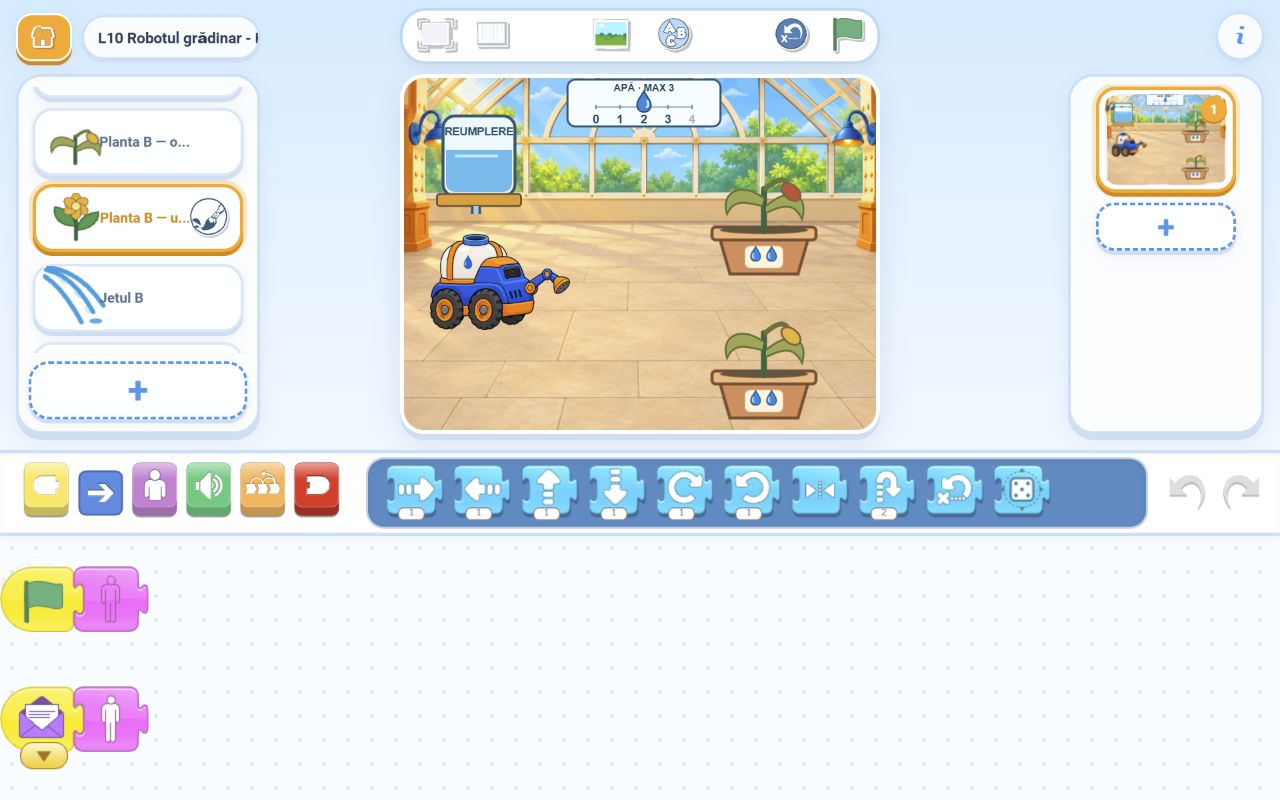 L10 Robotul grădinar -
Planta B — o...
Planta B — u...
Jetul B
APĂ · MAX 3
0 1 2 3 4
REUMPLERE
ABC
x
i
1
1 1 1 1 1 1 2 x